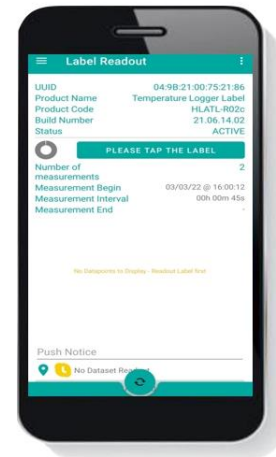 Label Readout
UUID 04:9B:21:00:75:21:86
Product Name Temperature Logger Label
Product Code HLATL-R02c
Build Number 21.06.14.02
Status ACTIVE
PLEASE TAP THE LABEL
Number of measurements 2
Measurement Begin 03/03/22 @ 16:00:12
Measurement Interval 00h 00m 45s
Measurement End -
No Datapoints to Display - Readout Label first
Push Notice
No Dataset Readout